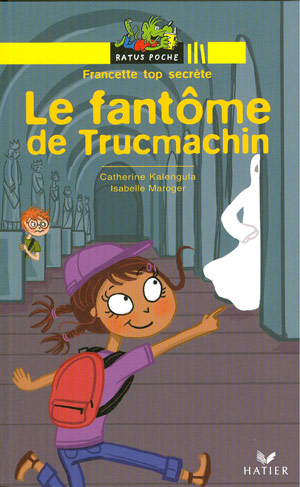 RATUS POCHE
Francette top secrète
Le fantôme
de Trucmachin
Catherine Kalengula
Isabelle Maroger
HATIER